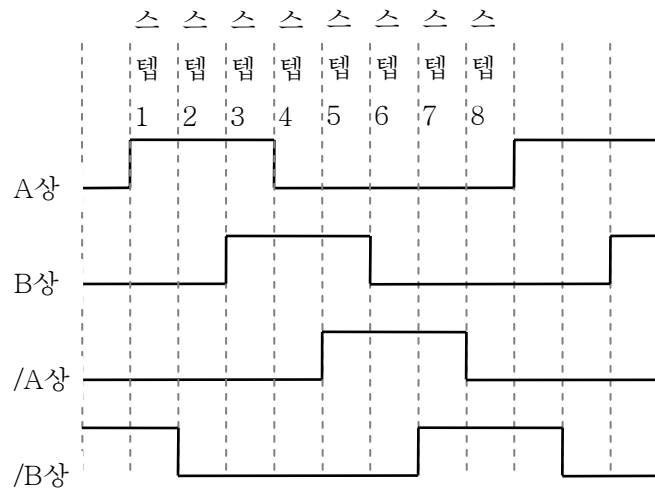 스 스 스 스 스 스 스 스
텝 텝 텝 텝 텝 텝 텝 텝
1 2 3 4 5 6 7 8
A상
B상
/A상
/B상